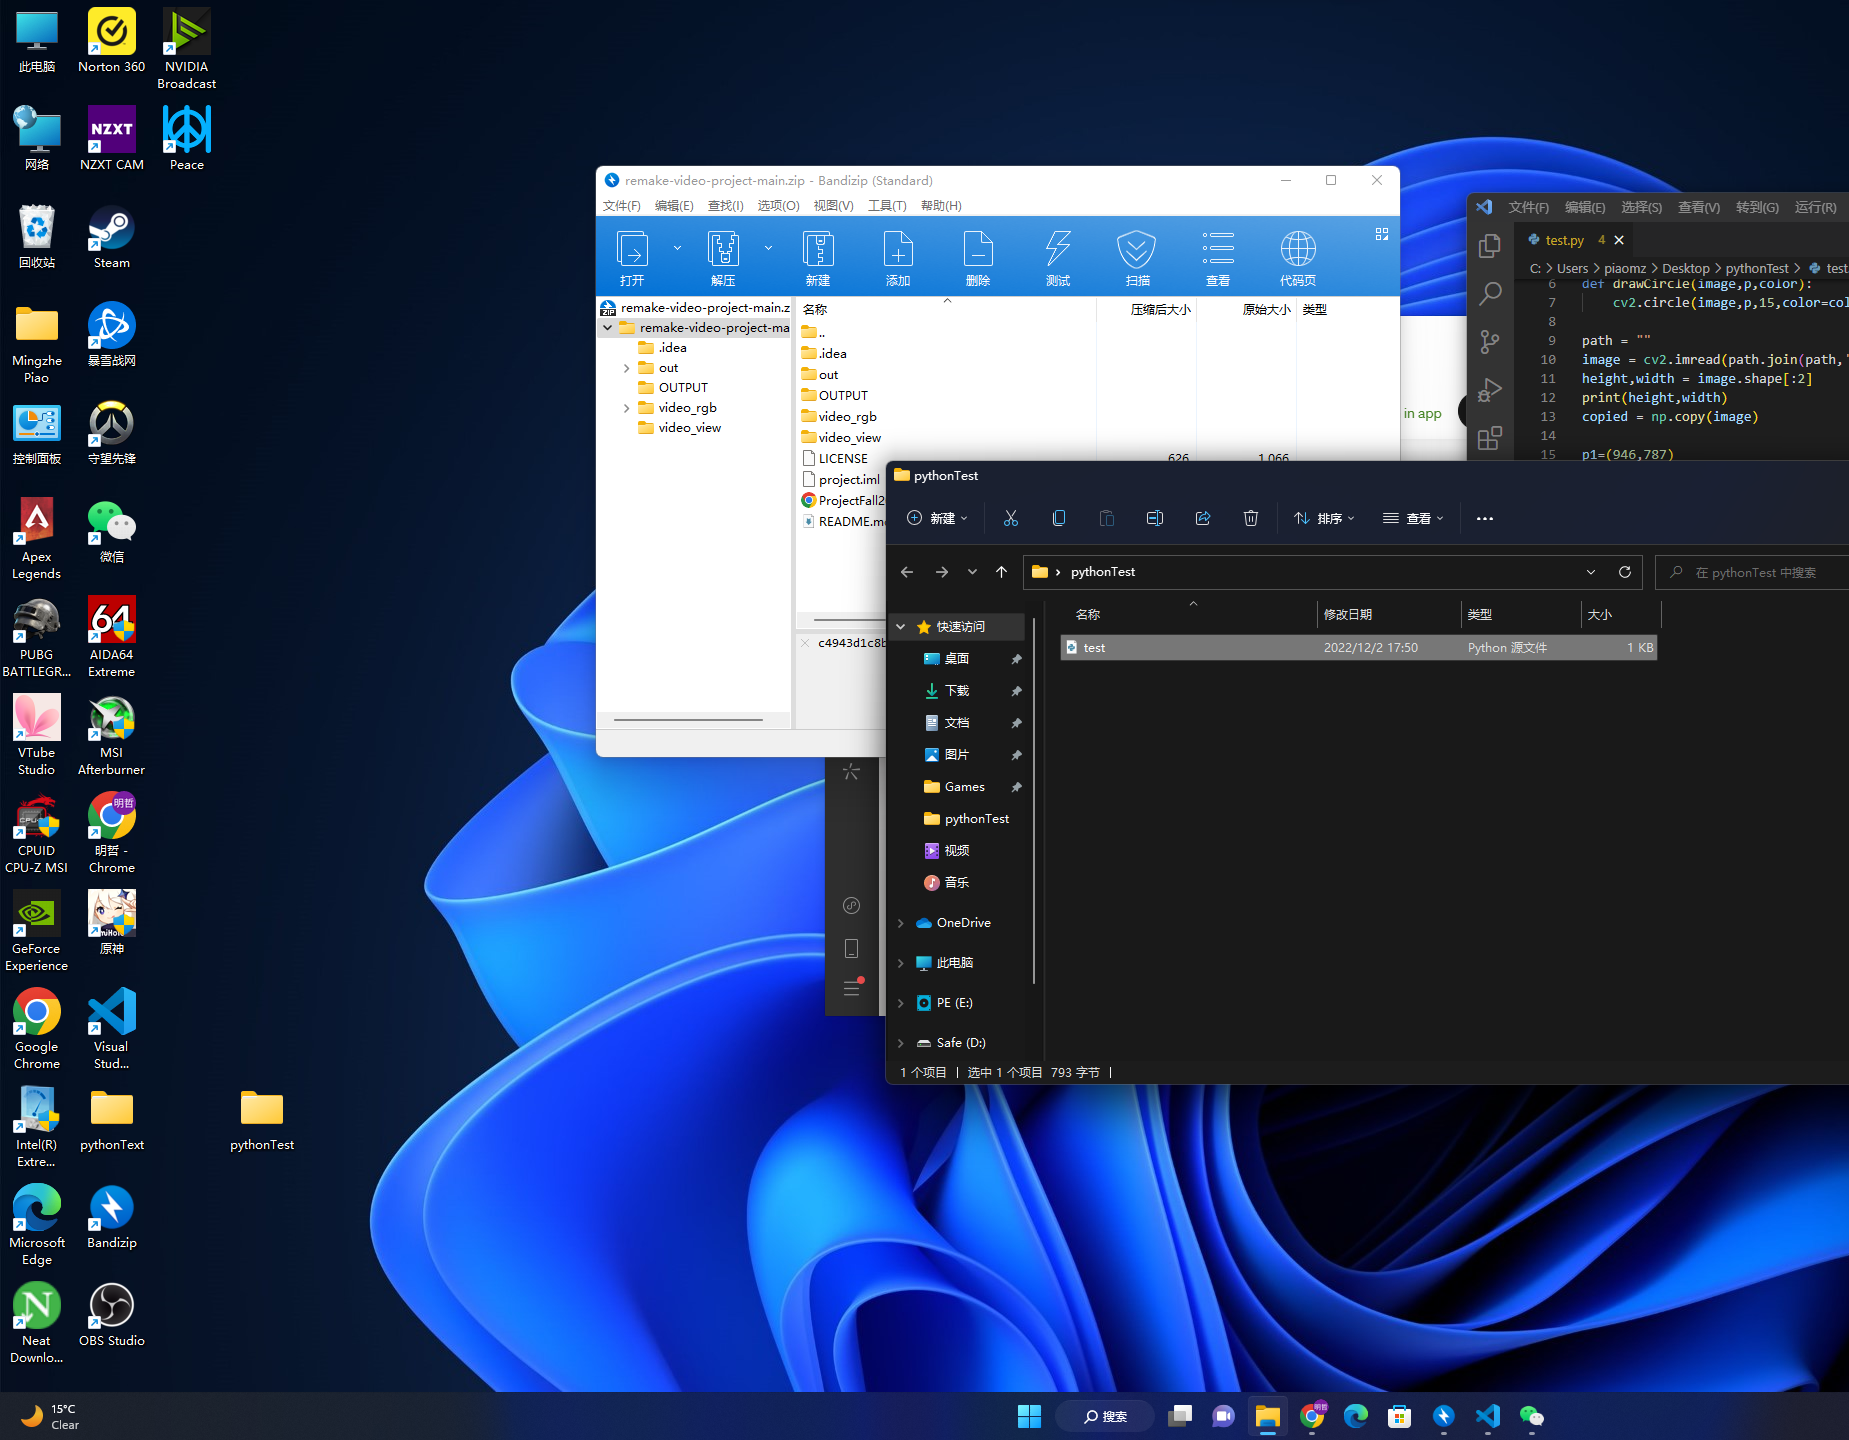 此电脑
Norton 360
NVIDIA
Broadcast
网络
NZXT
NZXT CAM
Peace
回收站
Steam
Mingzhe
Piao
暴雪战网
控制面板
守望先锋
Apex
Legends
微信
PUBG
BATTLEGR...
64
AIDA64
Extreme
VTube
Studio
MSI
Afterburner
CPUID
CPU-Z MSI
明哲
明哲 -
Chrome
GeForce
Experience
原神
Google
Chrome
Visual
Stud...
Intel(R)
Extre...
pythonText
pythonTest
Microsoft
Edge
Bandizip
Neat
Downlo...
OBS Studio
remake-video-project-main.zip - Bandizip (Standard)
文件(F) 编辑(E) 查找(I) 选项(O) 视图(V) 工具(T) 帮助(H)
打开 解压 新建 添加 删除 测试 扫描 查看 代码页
remake-video-project-main.z
remake-video-project-ma
.idea
out
OUTPUT
video_rgb
video_view
名称 压缩后大小 原始大小 类型
..
.idea
out
OUTPUT
video_rgb
video_view
LICENSE 626 1,066
project.iml
ProjectFall2
README.m
c4943d1c8b
in app
文件(F) 编辑(E) 选择(S) 查看(V) 转到(G) 运行(R)
test.py 4
C: > Users > piaomz > Desktop > pythonTest > test
6 def drawCircle(image,p,color):
7 cv2.circle(image,p,15,color=col
8
9 path = ""
10 image = cv2.imread(path.join(path,'
11 height,width = image.shape[:2]
12 print(height,width)
13 copied = np.copy(image)
14
15 p1=(946,787)
pythonTest
新建 排序 查看 ...
pythonTest
在 pythonTest 中搜索
快速访问
桌面
下载
文档
图片
Games
pythonTest
视频
音乐
OneDrive
此电脑
PE (E:)
Safe (D:)
名称 修改日期 类型 大小
test 2022/12/2 17:50 Python 源文件 1 KB
1 个项目 | 选中 1 个项目 793 字节 |
15°C
Clear
搜索
明哲